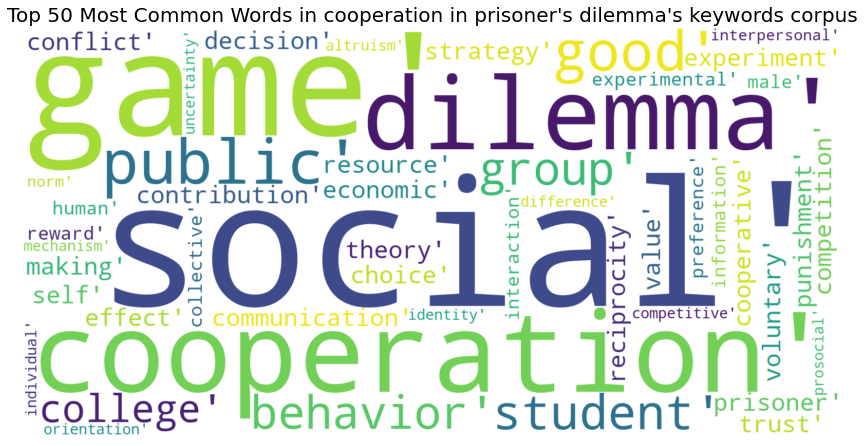 Top 50 Most Common Words in cooperation in prisoner's dilemma's keywords corpus
conflict'
uncertainty'
decision'
altruism'
strategy'
good'
interpersonal'
experiment'
experimental'
male'
game'
dilemma'
public'
resource'
group'
norm'
contribution'
economic'
human'
difference'
reward'
mechanism'
making'
self'
social'
collective'
theory'
choice'
interaction'
reciprocity'
value'
preference'
information'
cooperative'
voluntary'
punishment'
competition'
effect'
communication'
identity'
competitive'
individual'
cooperation'
prosocial'
college'
behavior'
student'
prisoner'
trust'
orientation'